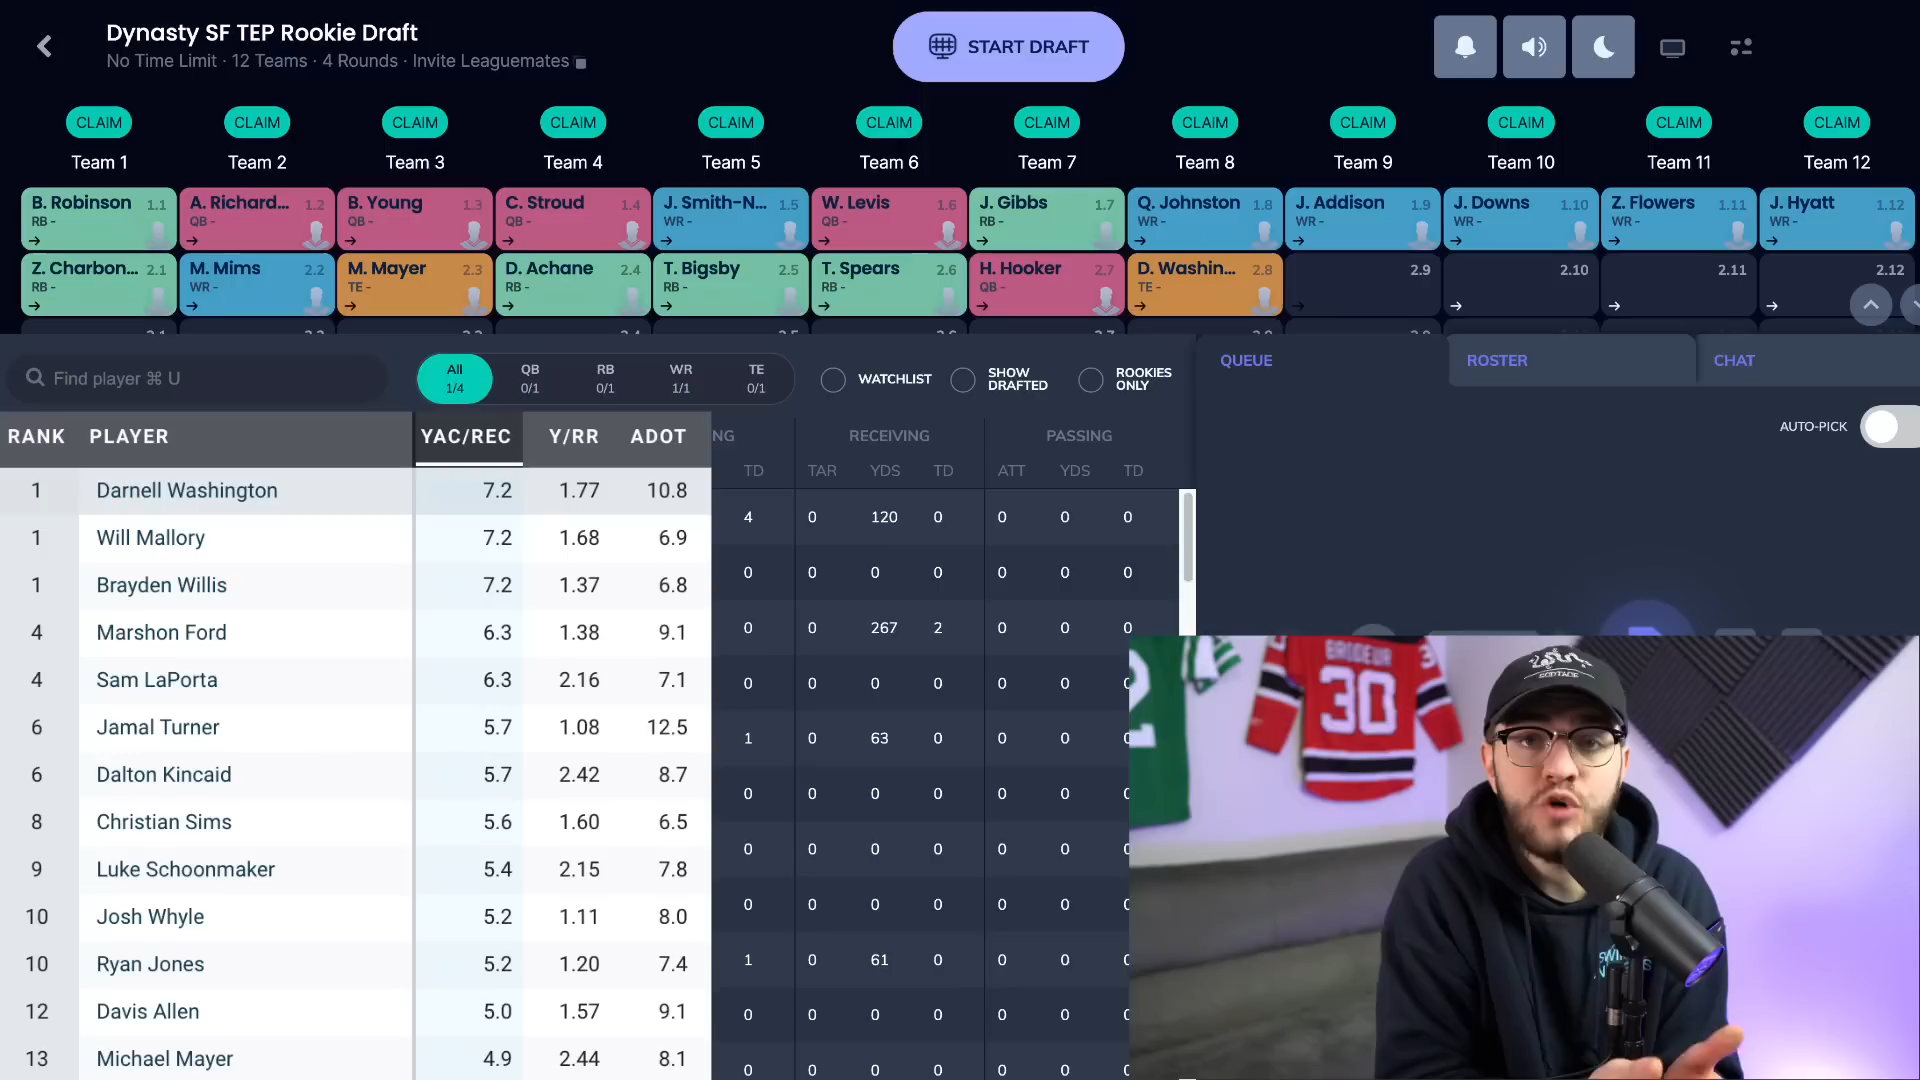 Dynasty SF TEP Rookie Draft
No Time Limit · 12 Teams · 4 Rounds · Invite Leaguemates
START DRAFT
CLAIM CLAIM CLAIM CLAIM CLAIM CLAIM CLAIM CLAIM CLAIM CLAIM CLAIM CLAIM
Team 1 Team 2 Team 3 Team 4 Team 5 Team 6 Team 7 Team 8 Team 9 Team 10 Team 11 Team 12
B. Robinson 1.1 A. Richard... 1.2 B. Young 1.3 C. Stroud 1.4 J. Smith-N... 1.5 W. Levis 1.6 J. Gibbs 1.7 Q. Johnston 1.8 J. Addison 1.9 J. Downs 1.10 Z. Flowers 1.11 J. Hyatt 1.12
RB - QB - QB - QB - WR - QB - RB - WR - WR - WR - WR - WR -
Z. Charbon... 2.1 M. Mims 2.2 M. Mayer 2.3 D. Achane 2.4 T. Bigsby 2.5 T. Spears 2.6 H. Hooker 2.7 D. Washin... 2.8 2.9 2.10 2.11 2.12
RB - WR - TE - RB - RB - RB - QB - TE -
Find player ⌘ U
All QB RB WR TE
1/4 0/1 0/1 1/1 0/1
WATCHLIST
SHOW DRAFTED
ROOKIES ONLY
QUEUE ROSTER CHAT
AUTO-PICK
RANK PLAYER YAC/REC Y/RR ADOT
1 Darnell Washington 7.2 1.77 10.8
1 Will Mallory 7.2 1.68 6.9
1 Brayden Willis 7.2 1.37 6.8
4 Marshon Ford 6.3 1.38 9.1
4 Sam LaPorta 6.3 2.16 7.1
6 Jamal Turner 5.7 1.08 12.5
6 Dalton Kincaid 5.7 2.42 8.7
8 Christian Sims 5.6 1.60 6.5
9 Luke Schoonmaker 5.4 2.15 7.8
10 Josh Whyle 5.2 1.11 8.0
10 Ryan Jones 5.2 1.20 7.4
12 Davis Allen 5.0 1.57 9.1
13 Michael Mayer 4.9 2.44 8.1
NG RECEIVING PASSING
TD TAR YDS TD ATT YDS TD
4 0 120 0 0 0 0
0 0 0 0 0 0 0
0 0 267 2 0 0 0
0 0 0 0 0 0 0
1 0 63 0 0 0 0
0 0 0 0 0 0 0
0 0 0 0 0 0 0
0 0 0 0 0 0 0
1 0 61 0 0 0 0
0 0 0 0 0 0 0
0 0 0 0 0 0 0
BRODEUR
30